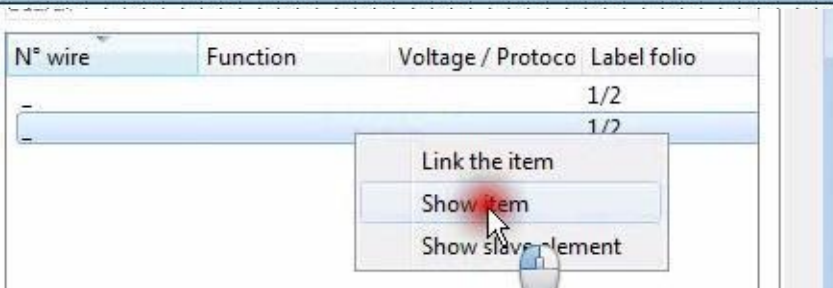 N° wire Function Voltage / Protoco Label folio
_ 1/2
_ 1/2
Link the item
Show item
Show slave element